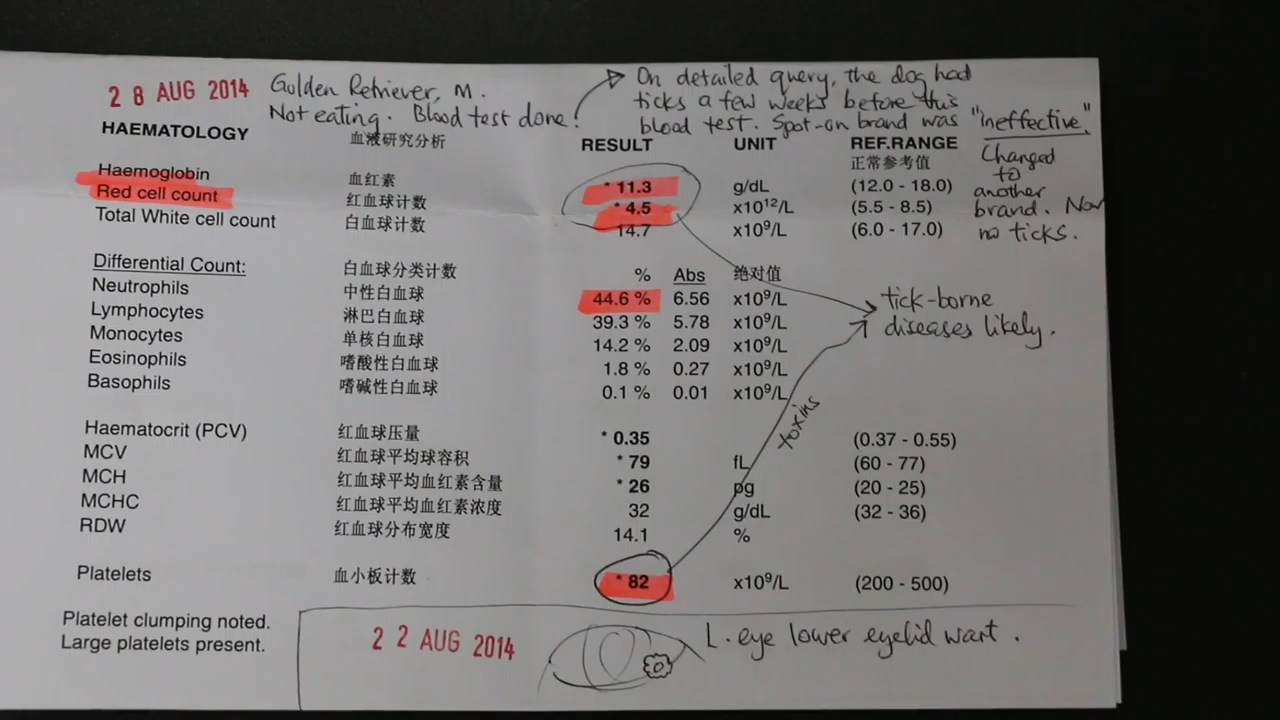 28 AUG 2014
Golden Retriever, M.
Not eating. Blood test done.
On detailed query, the dog had
ticks a few weeks before this
blood test. Spot-on brand was "Ineffective."
Changed
to
another
brand. Now
no ticks.
HAEMATOLOGY 血液研究分析 RESULT UNIT REF.RANGE
正常参考值
Haemoglobin 血红素 * 11.3 g/dL (12.0 - 18.0)
Red cell count 红血球计数 * 4.5 x10¹²/L (5.5 - 8.5)
Total White cell count 白血球计数 14.7 x10⁹/L (6.0 - 17.0)
Differential Count: 白血球分类计数 % Abs 绝对值
Neutrophils 中性白血球 44.6 % 6.56 x10⁹/L
Lymphocytes 淋巴白血球 39.3 % 5.78 x10⁹/L
Monocytes 单核白血球 14.2 % 2.09 x10⁹/L
Eosinophils 嗜酸性白血球 1.8 % 0.27 x10⁹/L
Basophils 嗜碱性白血球 0.1 % 0.01 x10⁹/L
tick-borne
diseases likely.
toxins
Haematocrit (PCV) 红血球压量 * 0.35 (0.37 - 0.55)
MCV 红血球平均球容积 * 79 fL (60 - 77)
MCH 红血球平均血红素含量 * 26 pg (20 - 25)
MCHC 红血球平均血红素浓度 32 g/dL (32 - 36)
RDW 红血球分布宽度 14.1 %
Platelets 血小板计数 * 82 x10⁹/L (200 - 500)
Platelet clumping noted.
Large platelets present.
22 AUG 2014
L. eye lower eyelid wart.